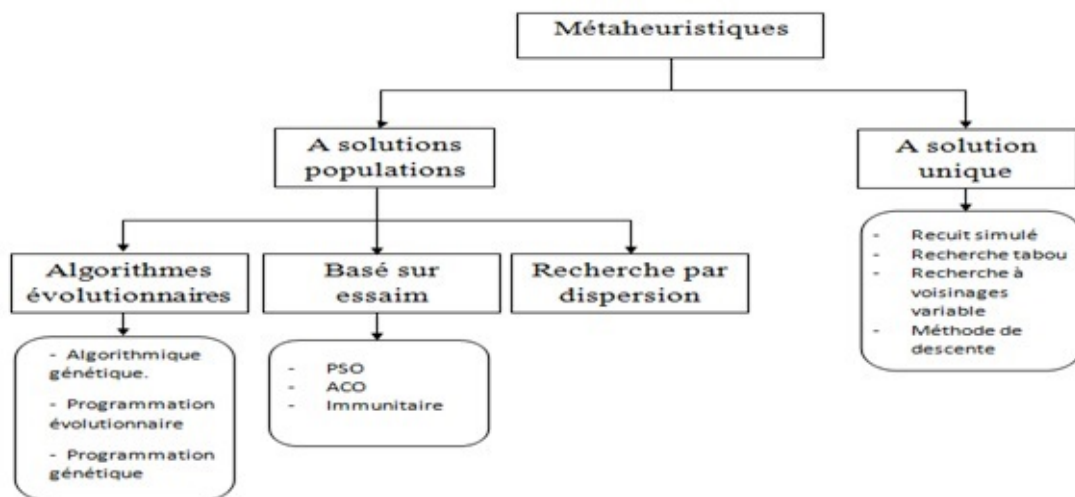 Métaheuristiques
A solutions
populations
A solution
unique
Algorithmes
évolutionnaires
Basé sur
essaim
Recherche par
dispersion
- Recuit simulé
- Recherche tabou
- Recherche à
voisinages
variable
- Méthode de
descente
- Algorithmique
génétique.
- Programmation
évolutionnaire
- Programmation
génétique
- PSO
- ACO
- Immunitaire